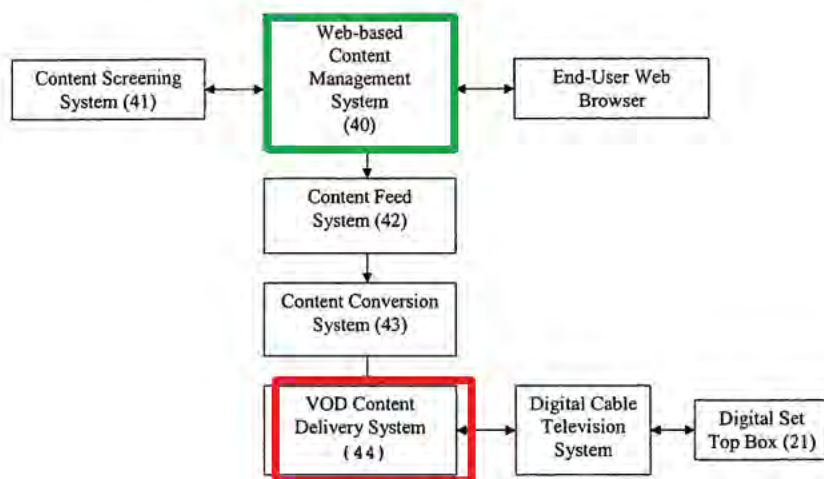 Web-based
Content
Management
System
(40)
Content Screening
System (41)
End-User Web
Browser
Content Feed
System (42)
Content Conversion
System (43)
VOD Content
Delivery System
(44)
Digital Cable
Television
System
Digital Set
Top Box (21)